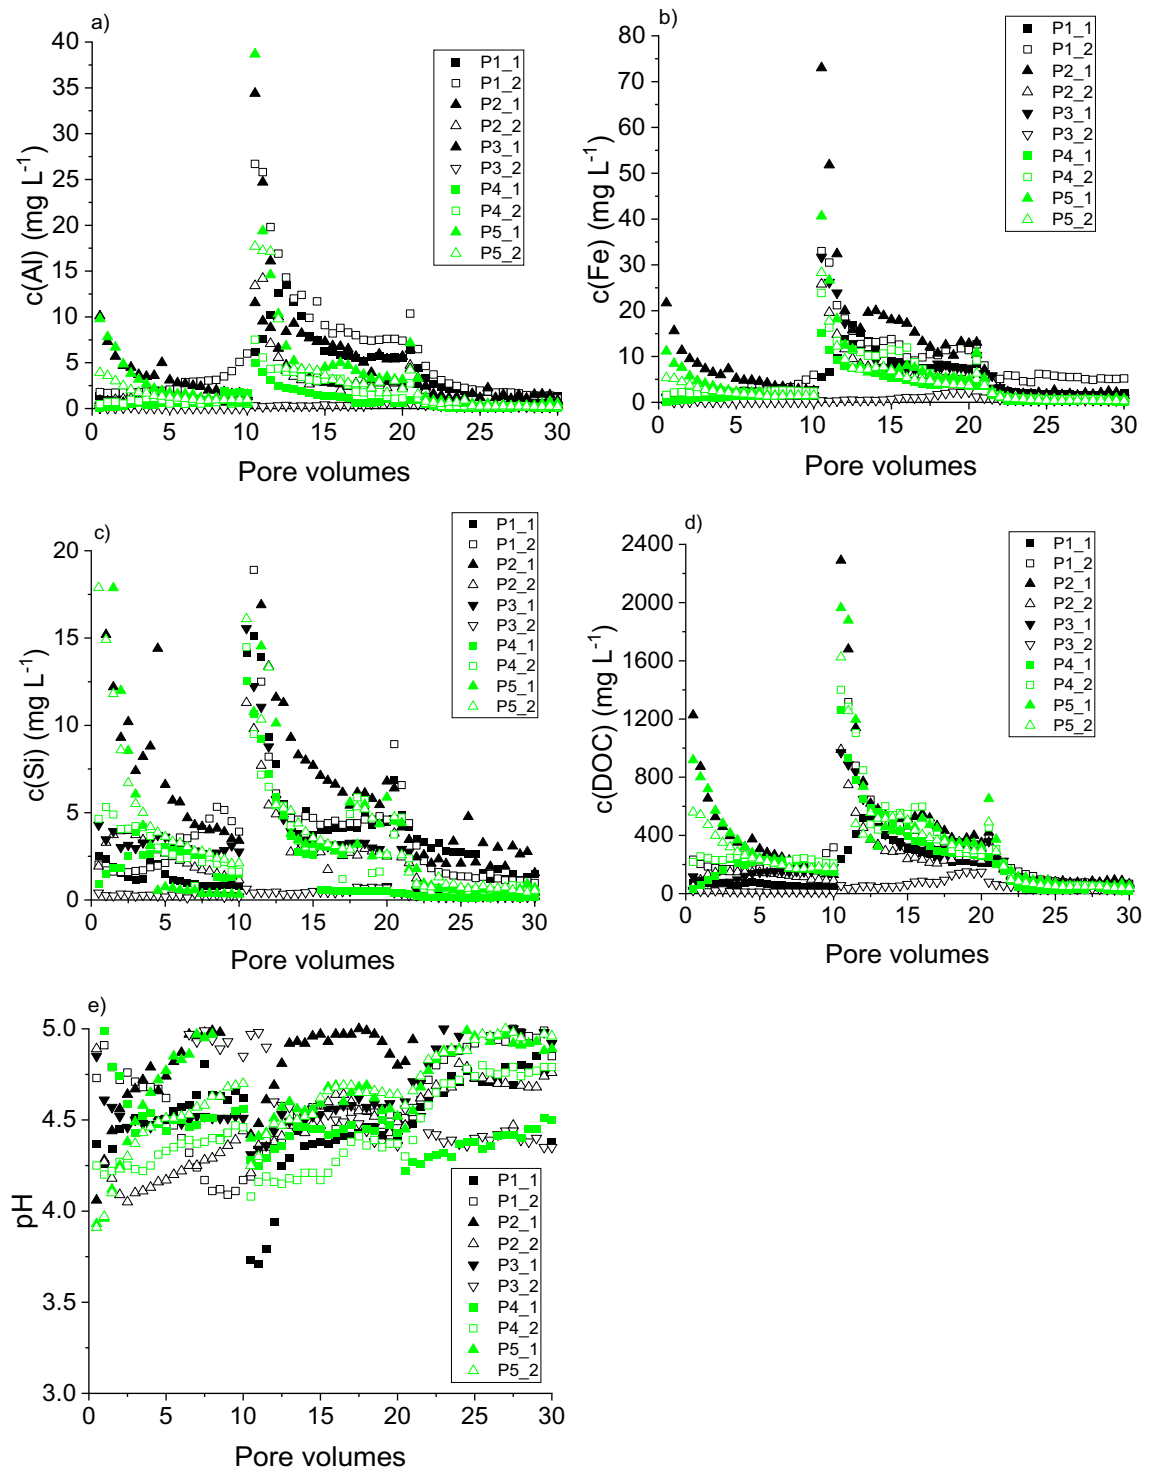 a)
40
35
30
25
20
15
10
5
0
c(Al) (mg L⁻¹)
0 5 10 15 20 25 30
Pore volumes
P1_1
P1_2
P2_1
P2_2
P3_1
P3_2
P4_1
P4_2
P5_1
P5_2
b)
80
70
60
50
40
30
20
10
0
c(Fe) (mg L⁻¹)
0 5 10 15 20 25 30
Pore volumes
P1_1
P1_2
P2_1
P2_2
P3_1
P3_2
P4_1
P4_2
P5_1
P5_2
c)
20
15
10
5
0
c(Si) (mg L⁻¹)
0 5 10 15 20 25 30
Pore volumes
P1_1
P1_2
P2_1
P2_2
P3_1
P3_2
P4_1
P4_2
P5_1
P5_2
d)
2400
2000
1600
1200
800
400
0
c(DOC) (mg L⁻¹)
0 5 10 15 20 25 30
Pore volumes
P1_1
P1_2
P2_1
P2_2
P3_1
P3_2
P4_1
P4_2
P5_1
P5_2
e)
5.0
4.5
4.0
3.5
3.0
pH
0 5 10 15 20 25 30
Pore volumes
P1_1
P1_2
P2_1
P2_2
P3_1
P3_2
P4_1
P4_2
P5_1
P5_2